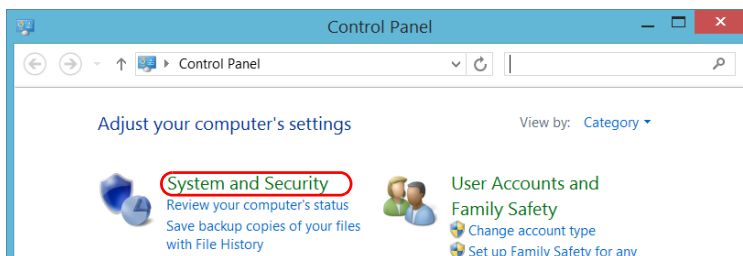 Control Panel
Control Panel
Adjust your computer's settings
View by: Category
System and Security
Review your computer's status
Save backup copies of your files
with File History
User Accounts and
Family Safety
Change account type
Set up Family Safety for any